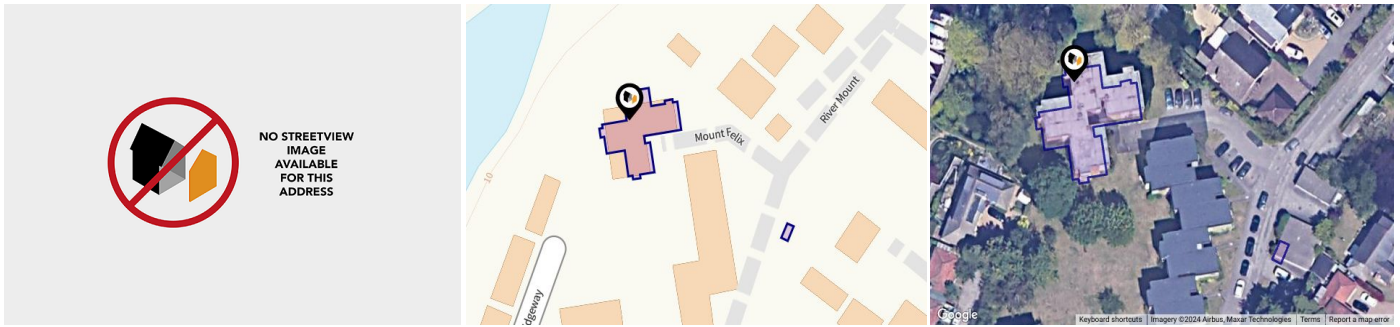 NO STREETVIEW
IMAGE
AVAILABLE
FOR THIS
ADDRESS
River Mount
Mount Felix
10
dgeway
Google
Keyboard shortcuts
Imagery ©2024 Airbus, Maxar Technologies
Terms
Report a map error